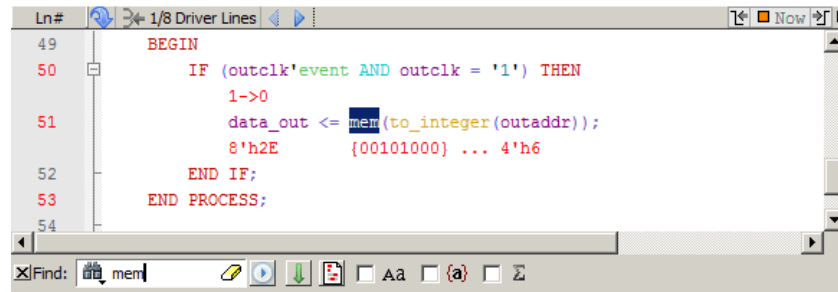 Ln# 1/8 Driver Lines Now
49 BEGIN
50 IF (outclk'event AND outclk = '1') THEN
1->0
51 data_out <= mem(to_integer(outaddr));
8'h2E {00101000} ... 4'h6
52 END IF;
53 END PROCESS;
54
Find: mem Aa {a} Σ